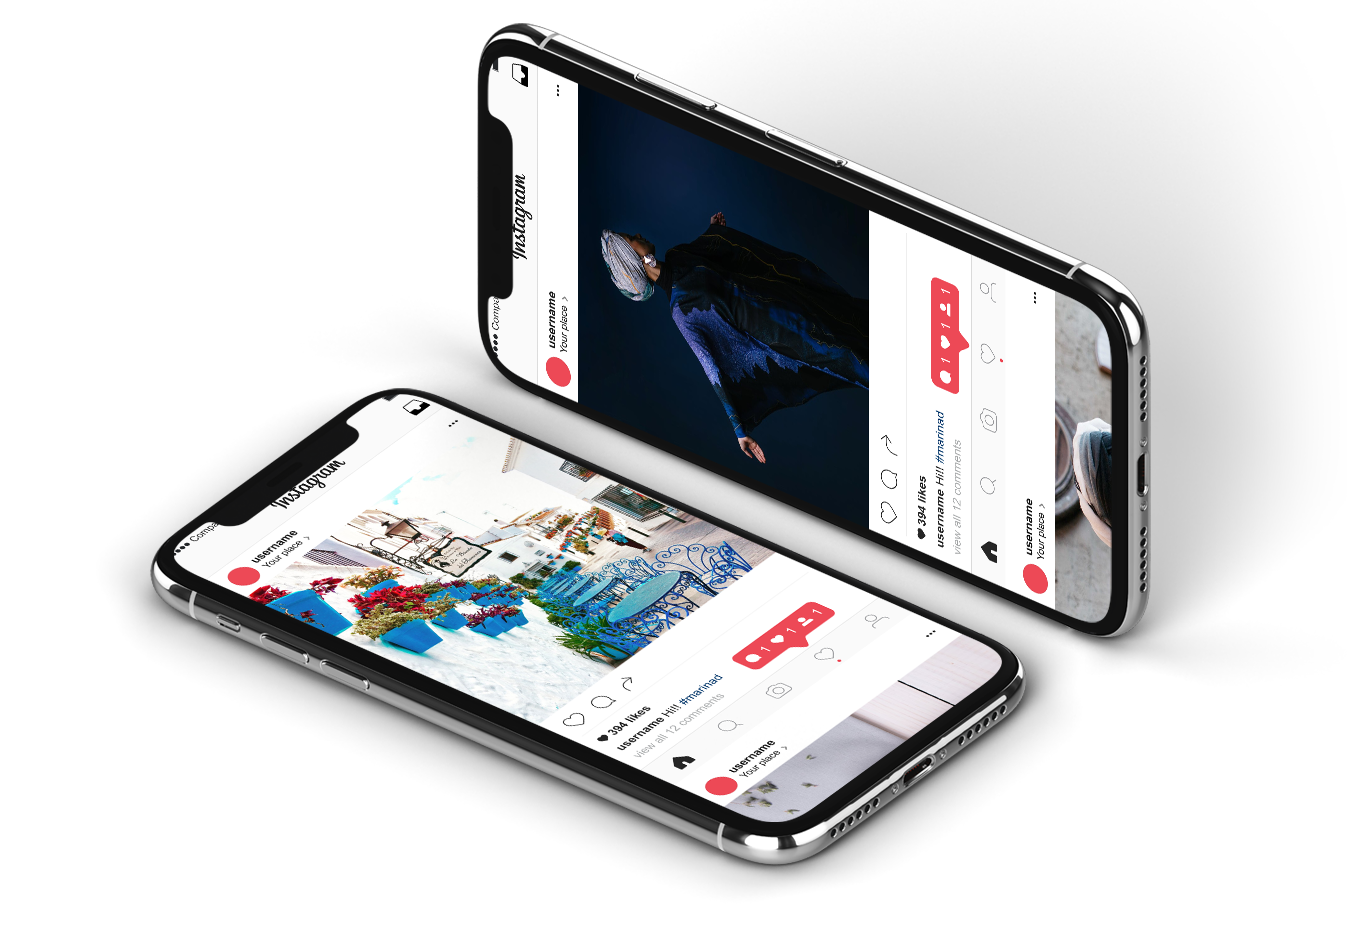 Compa
Instagram
username
Your place >
394 likes
username Hi!! #marinad
view all 12 comments
1 1 1
username
Your place >
Compa
Instagram
username
Your place >
394 likes
username Hi!! #marinad
view all 12 comments
1 1 1
username
Your place >